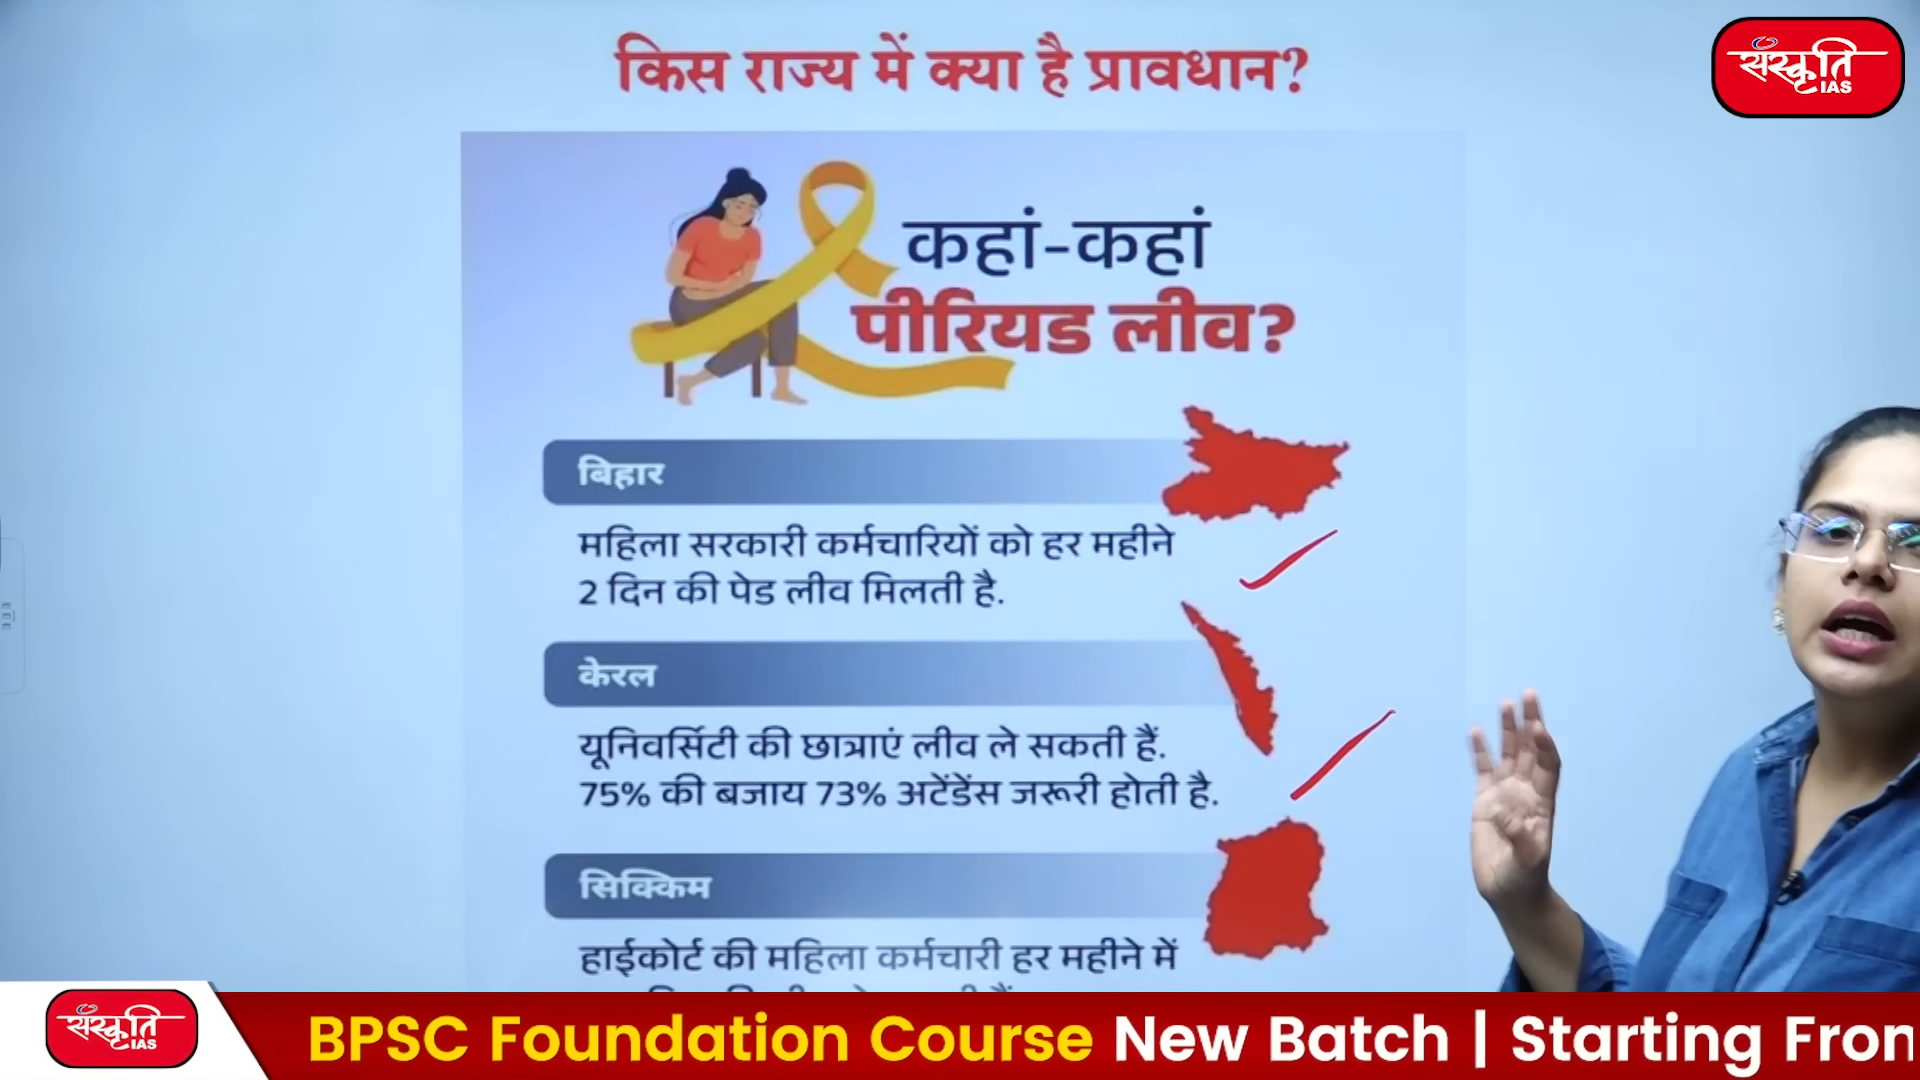 किस राज्य में क्या है प्रावधान?
संस्कृति
IAS
कहां-कहां
पीरियड लीव?
बिहार
महिला सरकारी कर्मचारियों को हर महीने
2 दिन की पेड लीव मिलती है.
केरल
यूनिवर्सिटी की छात्राएं लीव ले सकती हैं.
75% की बजाय 73% अटेंडेंस जरूरी होती है.
सिक्किम
हाईकोर्ट की महिला कर्मचारी हर महीने में
संस्कृति
IAS
BPSC Foundation Course New Batch | Starting From